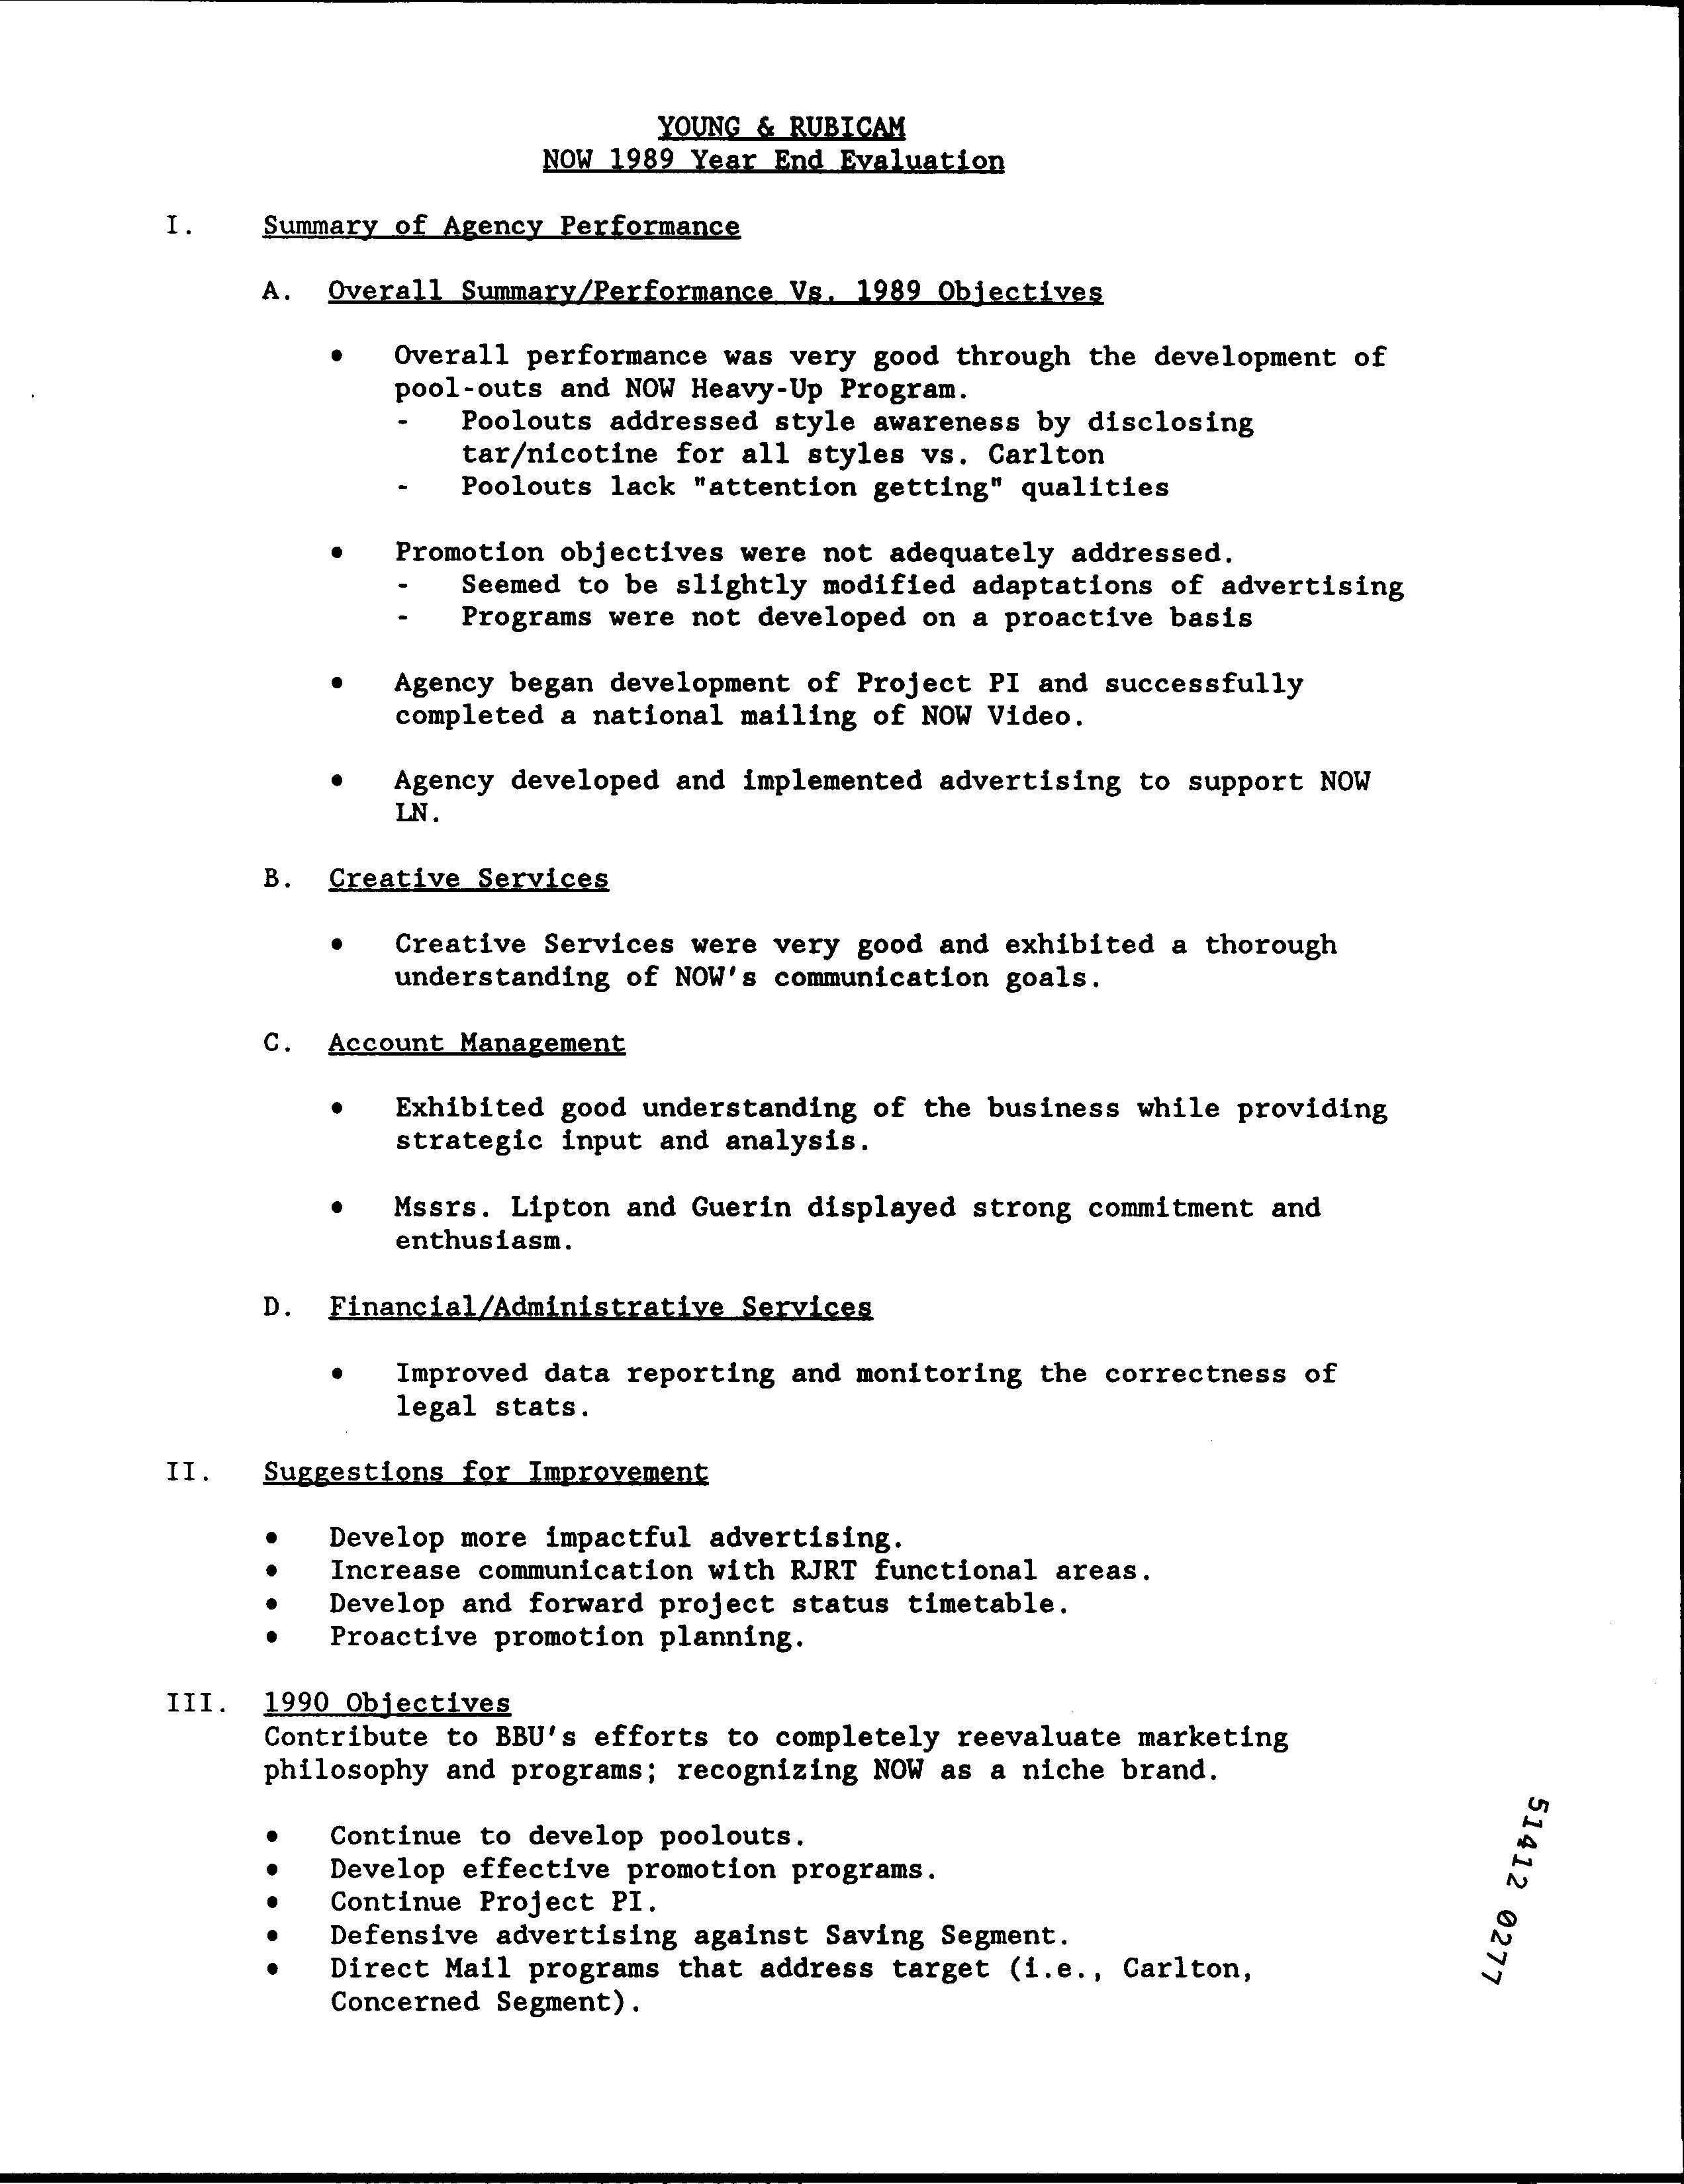 YOUNG & RUBICAM
NOW 1989 Year End Evaluation
I. Summary of Agency Performance
A. Overall Summary/Performance Vs. 1989 Objectives
• Overall performance was very good through the development of
pool-outs and NOW Heavy-Up Program.
- Poolouts addressed style awareness by disclosing
tar/nicotine for all styles vs. Carlton
- Poolouts lack "attention getting" qualities
• Promotion objectives were not adequately addressed.
- Seemed to be slightly modified adaptations of advertising
- Programs were not developed on a proactive basis
• Agency began development of Project PI and successfully
completed a national mailing of NOW Video.
• Agency developed and implemented advertising to support NOW
LN.
B. Creative Services
• Creative Services were very good and exhibited a thorough
understanding of NOW's communication goals.
C. Account Management
• Exhibited good understanding of the business while providing
strategic input and analysis.
• Mssrs. Lipton and Guerin displayed strong commitment and
enthusiasm.
D. Financial/Administrative Services
• Improved data reporting and monitoring the correctness of
legal stats.
II. Suggestions for Improvement
• Develop more impactful advertising.
• Increase communication with RJRT functional areas.
• Develop and forward project status timetable.
• Proactive promotion planning.
III. 1990 Objectives
Contribute to BBU's efforts to completely reevaluate marketing
philosophy and programs; recognizing NOW as a niche brand.
• Continue to develop poolouts.
• Develop effective promotion programs.
• Continue Project PI.
• Defensive advertising against Saving Segment.
• Direct Mail programs that address target (i.e., Carlton,
Concerned Segment).
51412 0277